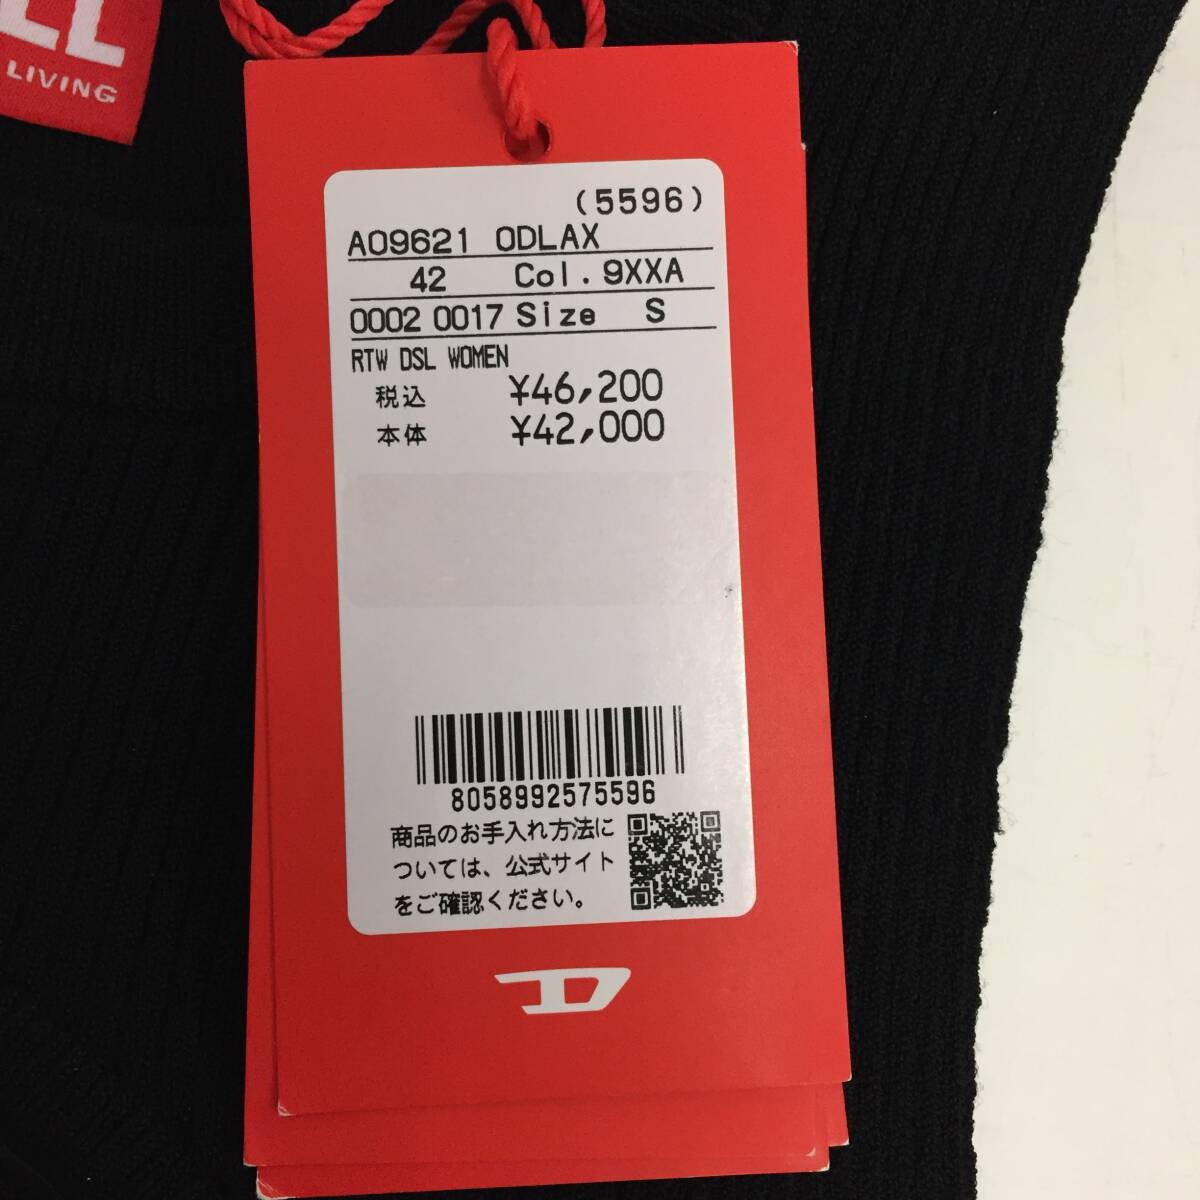 LL
LIVING
(5596)
A09621 0DLAX
42 Col.9XXA
0002 0017 Size S
RTW DSL WOMEN
税込 ¥46,200
本体 ¥42,000
8058992575596
商品のお手入れ方法に
ついては、公式サイト
をご確認ください。
D